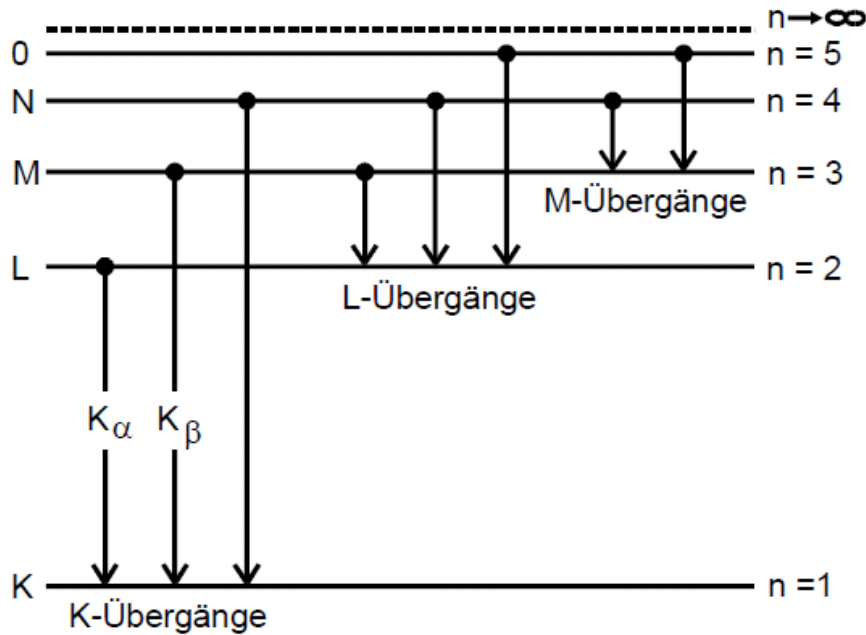 n→∞
0 n = 5
N n = 4
M n = 3
M-Übergänge
L n = 2
L-Übergänge
Kα Kβ
K n =1
K-Übergänge